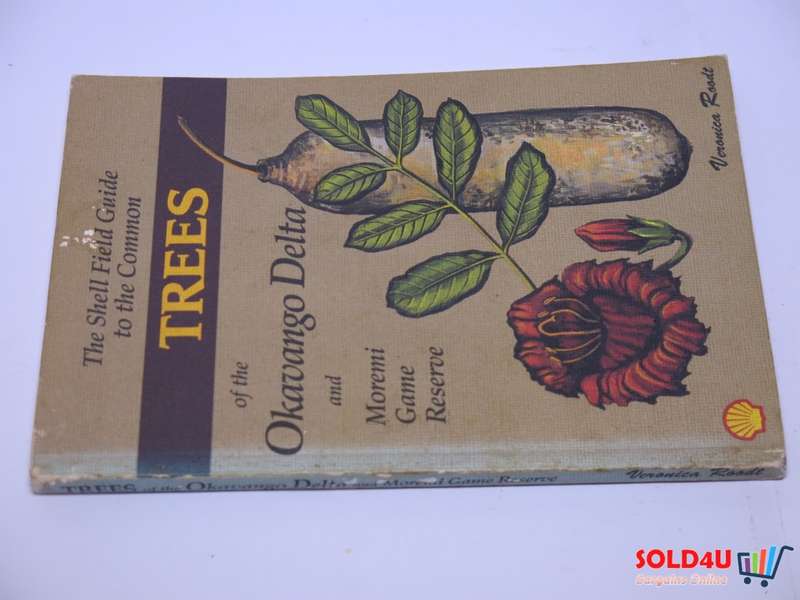 The Shell Field Guide
to the Common
TREES
of the
Okavango Delta
and
Moremi
Game
Reserve
Veronica Roodt
TREES of the Okavango Delta and Moremi Game Reserve
Veronica Roodt
SOLD4U
Bargains Online